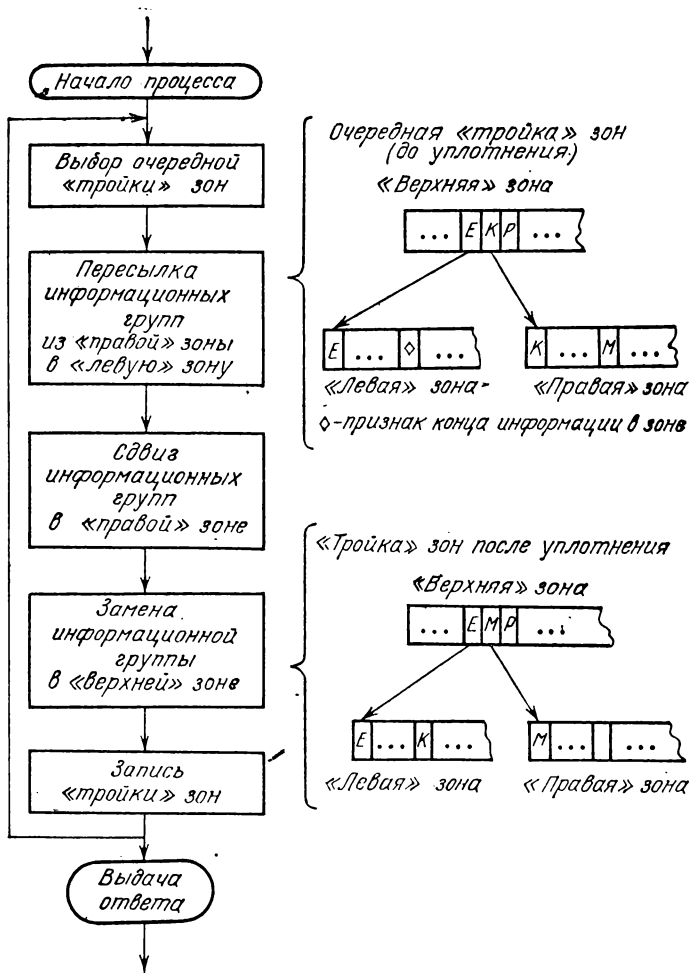 Начало процесса
Выбор очередной
«тройки» зон
Пересылка
информационных
групп
из «правой» зоны
в «левую» зону
Сдвиг
информационных
групп
в «правой» зоне
Замена
информационной
группы
в «верхней» зоне
Запись
«тройки» зон
Выдача
ответа
Очередная «тройка» зон
(до уплотнения)
«Верхняя» зона
... Е К Р ...
Е ... ◊ ...
К ... М ...
«Левая» зона
«Правая» зона
◊-признак конца информации в зоне
«Тройка» зон после уплотнения
«Верхняя» зона
... Е М Р ...
Е ... К ...
М ... ...
«Левая» зона
«Правая» зона